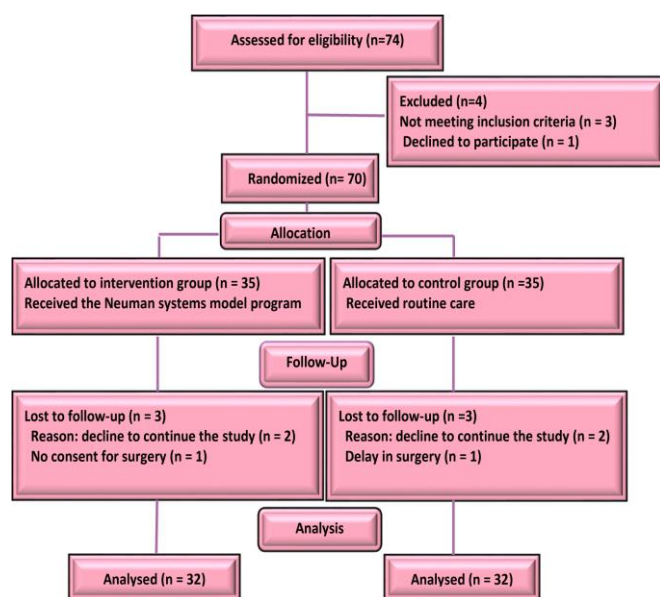 Assessed for eligibility (n=74)
Excluded (n=4)
Not meeting inclusion criteria (n = 3)
Declined to participate (n = 1)
Randomized (n= 70)
Allocation
Allocated to intervention group (n = 35)
Received the Neuman systems model program
Allocated to control group (n =35)
Received routine care
Follow-Up
Lost to follow-up (n = 3)
Reason: decline to continue the study (n = 2)
No consent for surgery (n = 1)
Lost to follow-up (n =3)
Reason: decline to continue the study (n = 2)
Delay in surgery (n = 1)
Analysis
Analysed (n = 32)
Analysed (n = 32)